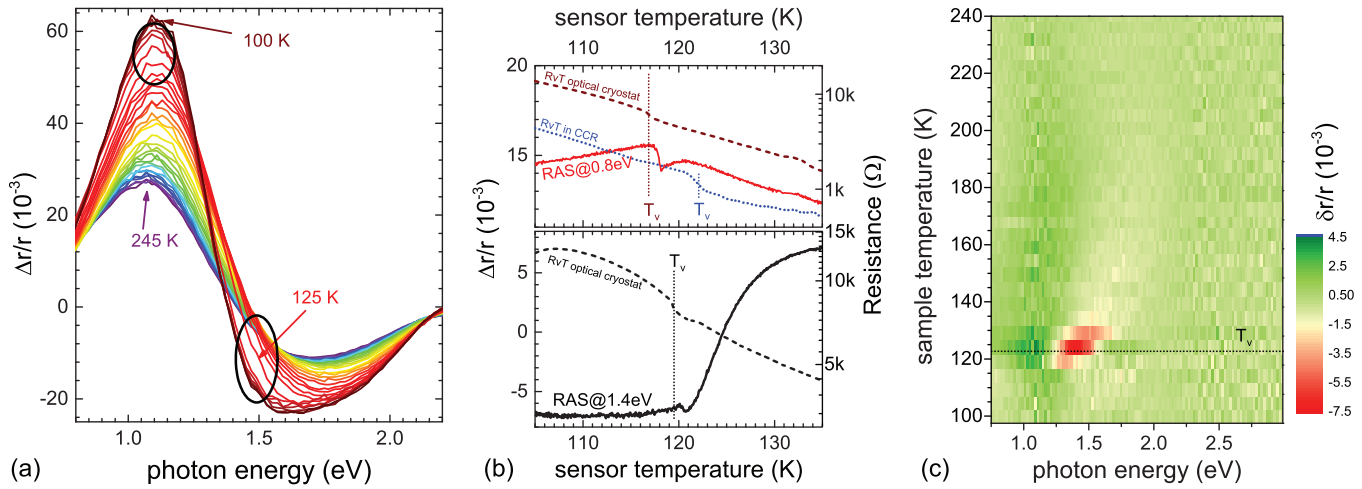 60
40
20
0
-20
1.0
1.5
2.0
Δr/r (10⁻³)
photon energy (eV)
100 K
245 K
125 K
(a)
sensor temperature (K)
110
120
130
20
15
10k
1k
RvT optical cryostat
RvT in CCR
RAS@0.8eV
Tᵥ
Tᵥ
Δr/r (10⁻³)
Resistance (Ω)
5
0
-5
15k
10k
5k
RvT optical cryostat
Tᵥ
RAS@1.4eV
110
120
130
(b)
sensor temperature (K)
240
220
200
180
160
140
120
100
sample temperature (K)
Tᵥ
1.0
1.5
2.0
2.5
photon energy (eV)
(c)
δr/r (10⁻³)
4.5
2.5
0.50
-1.5
-3.5
-5.5
-7.5